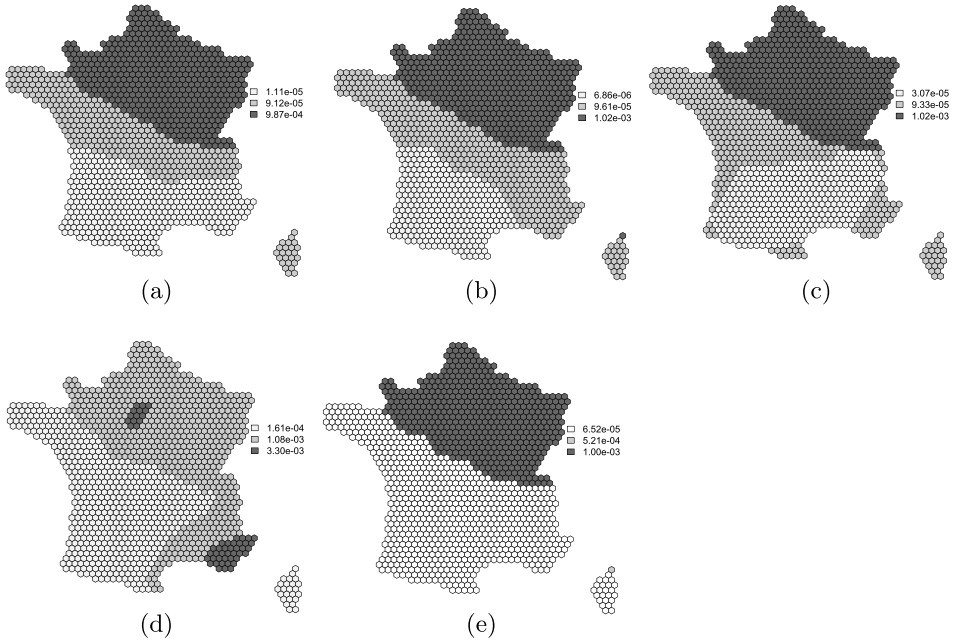 1.11e-05
9.12e-05
9.87e-04
(a)
6.86e-06
9.61e-05
1.02e-03
(b)
3.07e-05
9.33e-05
1.02e-03
(c)
1.61e-04
1.08e-03
3.30e-03
(d)
6.52e-05
5.21e-04
1.00e-03
(e)